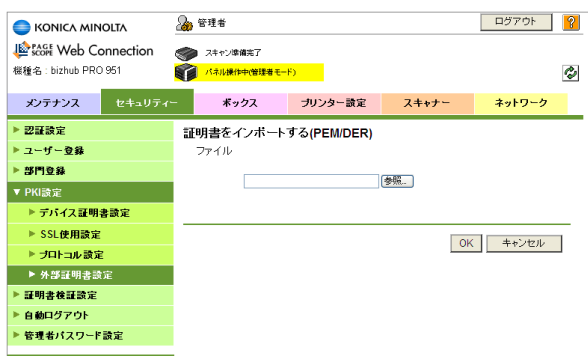 KONICA MINOLTA
管理者
ログアウト
?
PAGE SCOPE Web Connection
スキャン準備完了
機種名 : bizhub PRO 951
パネル操作中(管理者モード)
メンテナンス
セキュリティー
ボックス
プリンター設定
スキャナー
ネットワーク
認証設定
ユーザー登録
部門登録
PKI設定
デバイス証明書設定
SSL使用設定
プロトコル設定
外部証明書設定
証明書検証設定
自動ログアウト
管理者パスワード設定
証明書をインポートする(PEM/DER)
ファイル
参照...
OK
キャンセル